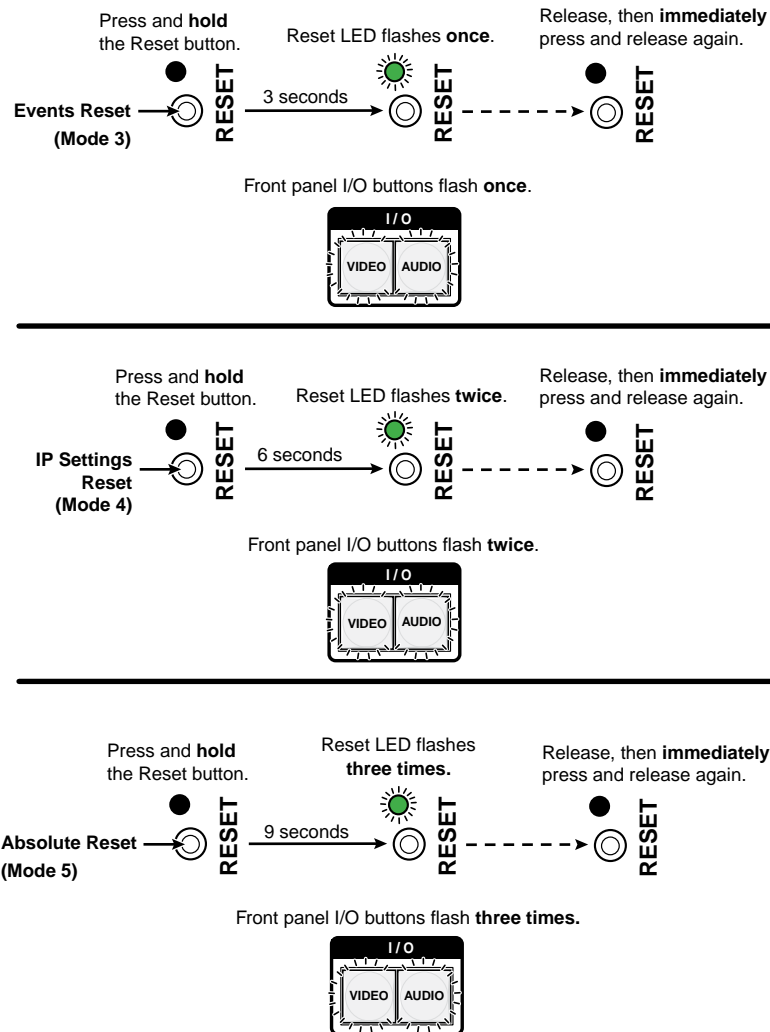 Press and hold
the Reset button.
Reset LED flashes once.
Release, then immediately
press and release again.
Events Reset
(Mode 3)
RESET
3 seconds
RESET
RESET
Front panel I/O buttons flash once.
I/O
VIDEO
AUDIO
Press and hold
the Reset button.
Reset LED flashes twice.
Release, then immediately
press and release again.
IP Settings
Reset
(Mode 4)
RESET
6 seconds
RESET
RESET
Front panel I/O buttons flash twice.
I/O
VIDEO
AUDIO
Press and hold
the Reset button.
Reset LED flashes
three times.
Release, then immediately
press and release again.
Absolute Reset
(Mode 5)
RESET
9 seconds
RESET
RESET
Front panel I/O buttons flash three times.
I/O
VIDEO
AUDIO